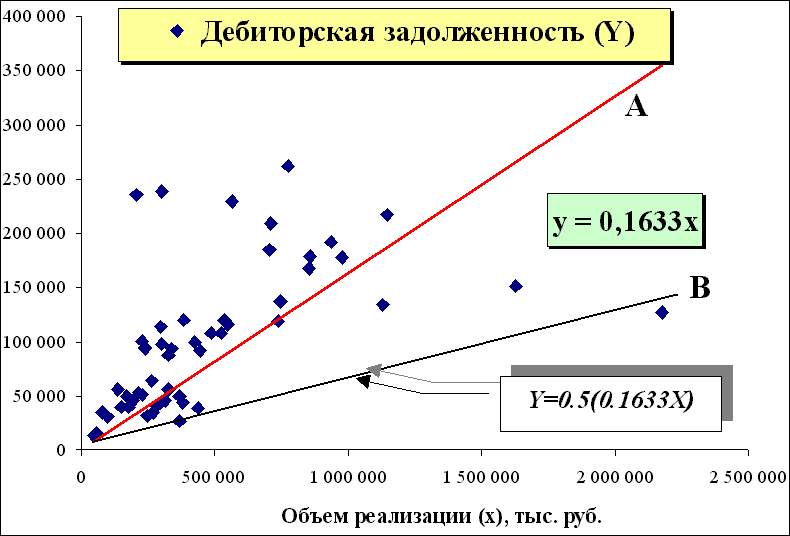 Дебиторская задолженность (Y)
400 000
350 000
300 000
250 000
200 000
150 000
100 000
50 000
0
A
y = 0,1633x
B
Y=0.5(0.1633X)
0
500 000
1 000 000
1 500 000
2 000 000
2 500 000
Объем реализации (x), тыс. руб.